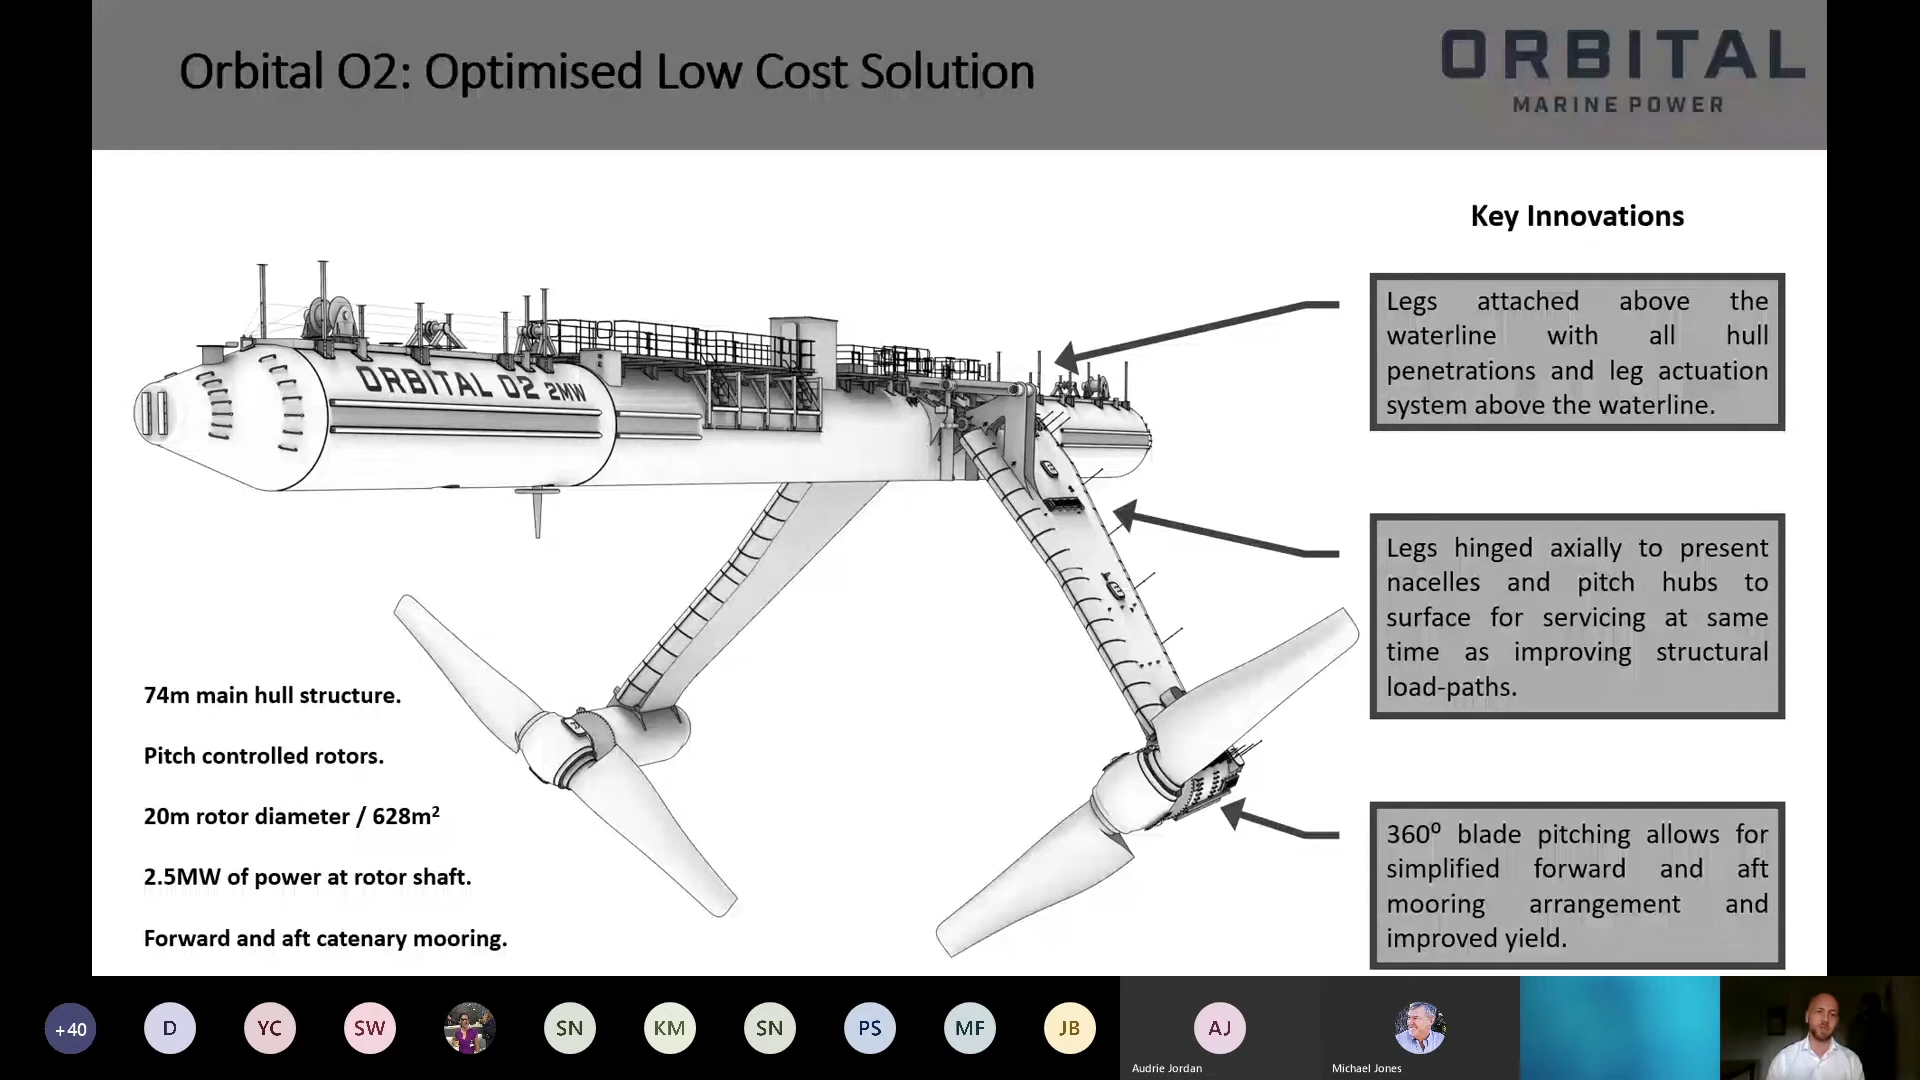 Orbital O2: Optimised Low Cost Solution
ORBITAL
MARINE POWER
Key Innovations
Legs attached above the
waterline with all hull
penetrations and leg actuation
system above the waterline.
ORBITAL O2 2MW
Legs hinged axially to present
nacelles and pitch hubs to
surface for servicing at same
time as improving structural
load-paths.
74m main hull structure.
Pitch controlled rotors.
20m rotor diameter / 628m²
2.5MW of power at rotor shaft.
Forward and aft catenary mooring.
360⁰ blade pitching allows for
simplified forward and aft
mooring arrangement and
improved yield.
+40
D
YC
SW
SN
KM
SN
PS
MF
JB
AJ
Audrie Jordan
Michael Jones